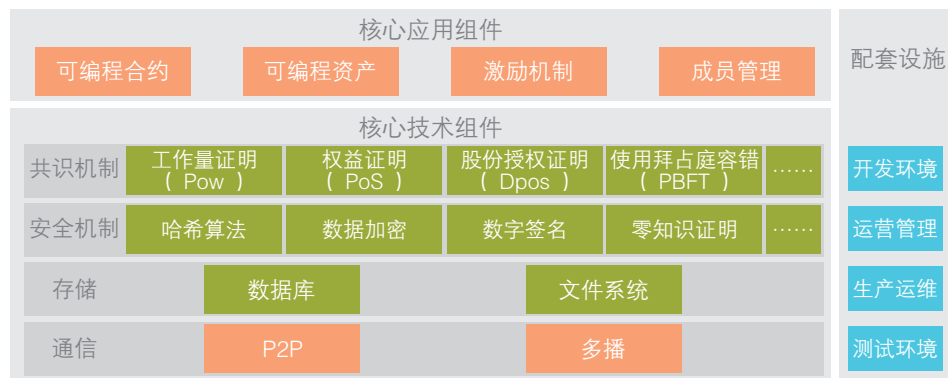 核心应用组件
可编程合约
可编程资产
激励机制
成员管理
核心技术组件
共识机制
工作量证明
（ Pow ）
权益证明
（ PoS ）
股份授权证明
（ Dpos ）
使用拜占庭容错
（ PBFT ）
……
安全机制
哈希算法
数据加密
数字签名
零知识证明
……
存储
数据库
文件系统
通信
P2P
多播
配套设施
开发环境
运营管理
生产运维
测试环境